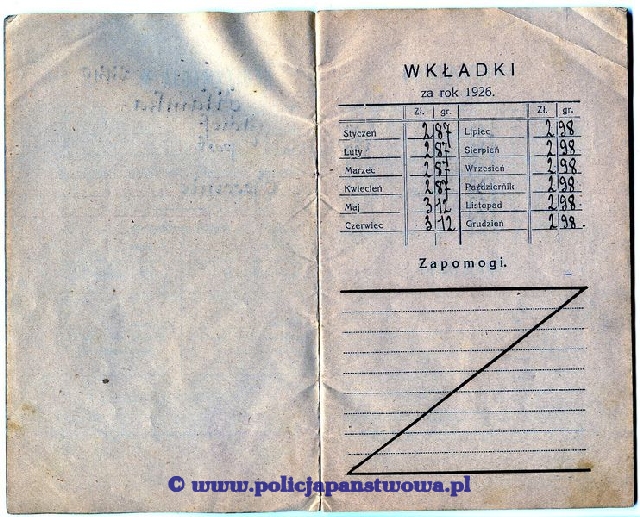 WKŁADKI
za rok 1926.
Zł. gr. Zł. gr.
Styczeń 2 87 Lipiec 2 98
Luty 2 87 Sierpień 2 98
Marzec 2 87 Wrzesień 2 98
Kwiecień 2 87 Październik 2 98
Maj 3 12 Listopad 2 98
Czerwiec 3 12 Grudzień 2 98
Zapomogi.
© www.policjapanstwowa.pl